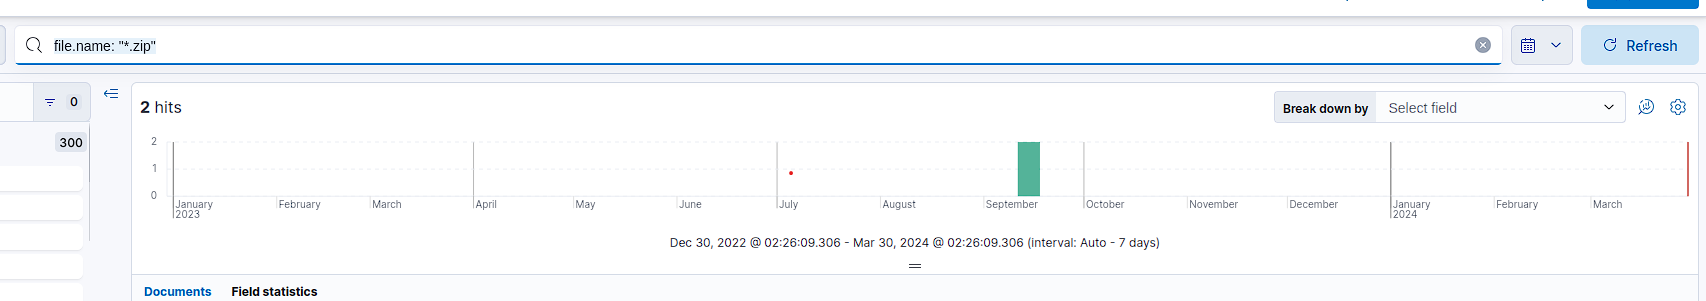 file.name: "*.zip"
Refresh
0
2 hits
Break down by Select field
300
2
1
0
January
2023
February
March
April
May
June
July
August
September
October
November
December
January
2024
February
March
Dec 30, 2022 @ 02:26:09.306 - Mar 30, 2024 @ 02:26:09.306 (interval: Auto - 7 days)
Documents Field statistics